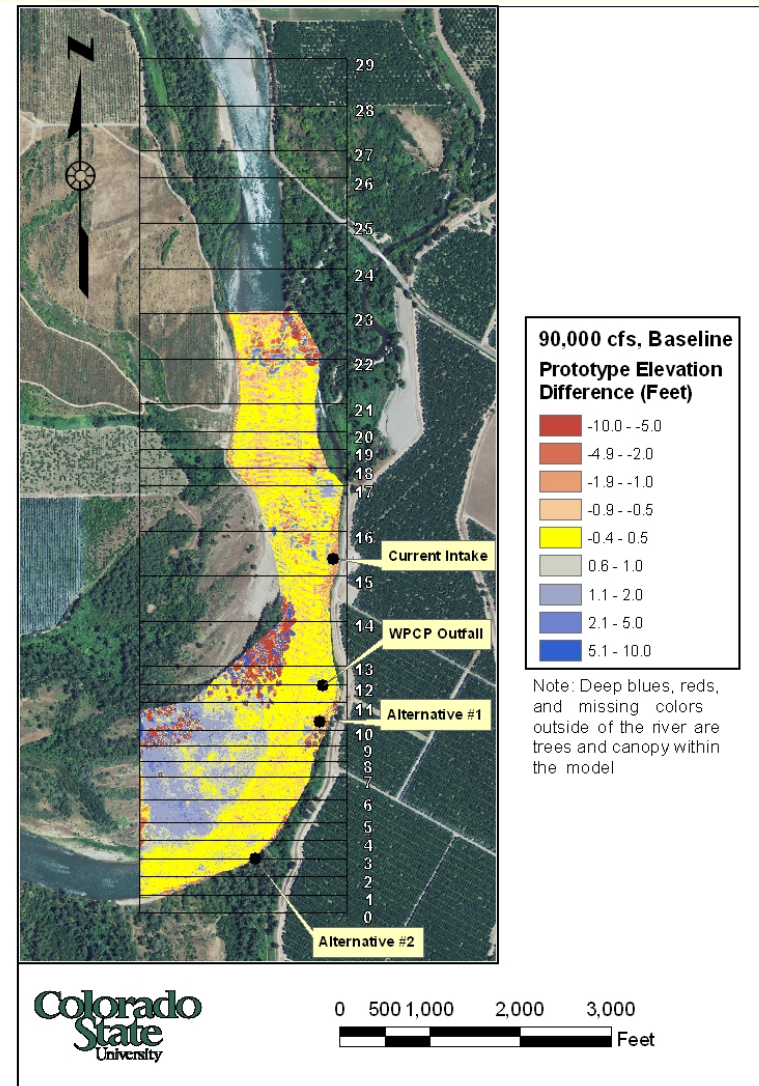 N
29
28
27
26
25
24
23
22
21
20
19
18
17
16
15
14
13
12
11
10
9
8
7
6
5
4
3
2
1
0
Current Intake
WPCP Outfall
Alternative #1
Alternative #2
90,000 cfs, Baseline
Prototype Elevation
Difference (Feet)
-10.0 - -5.0
-4.9 - -2.0
-1.9 - -1.0
-0.9 - -0.5
-0.4 - 0.5
0.6 - 1.0
1.1 - 2.0
2.1 - 5.0
5.1 - 10.0
Note: Deep blues, reds,
and missing colors
outside of the river are
trees and canopy within
the model
Colorado
State
University
0 500 1,000 2,000 3,000
Feet